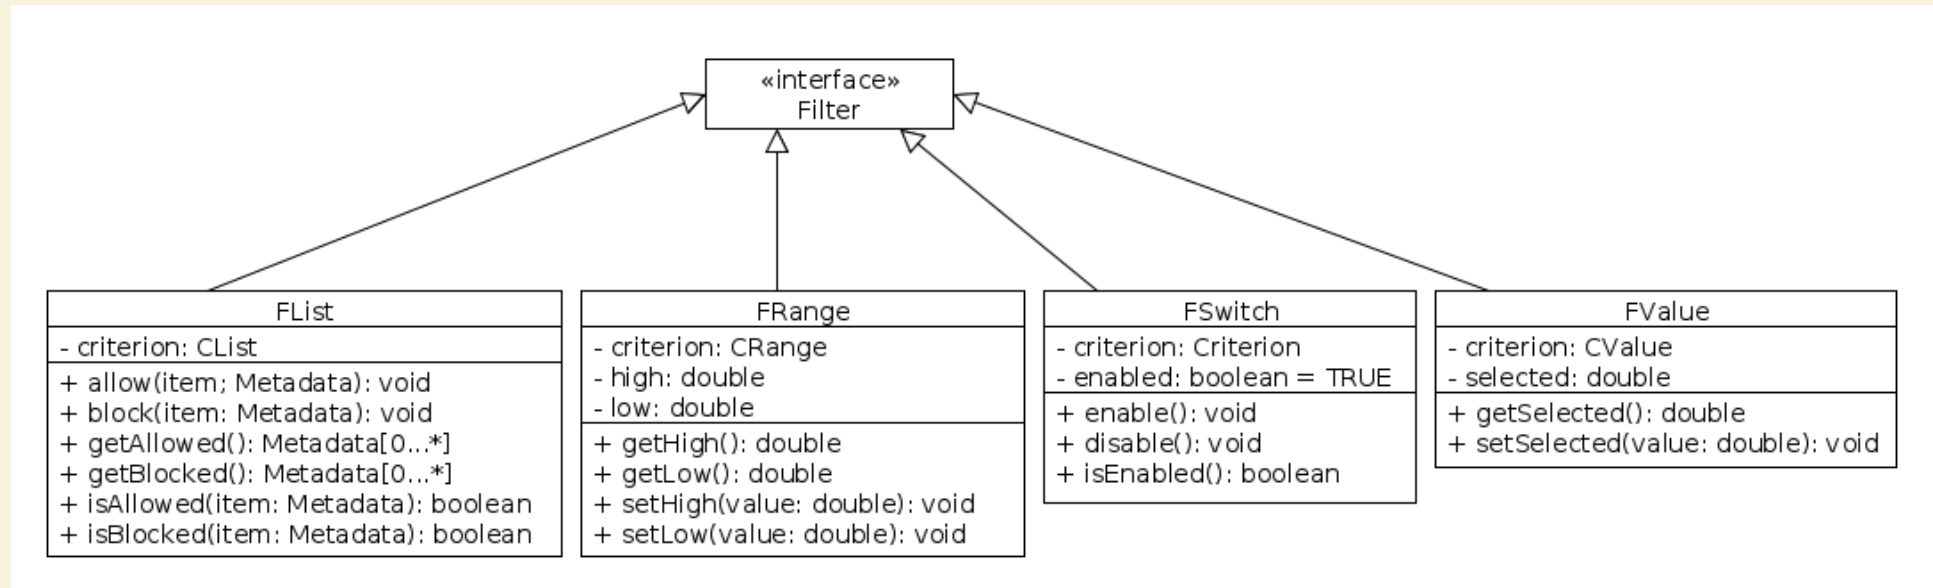 «interface»
Filter
FList
- criterion: CList
+ allow(item; Metadata): void
+ block(item: Metadata): void
+ getAllowed(): Metadata[0...*]
+ getBlocked(): Metadata[0...*]
+ isAllowed(item: Metadata): boolean
+ isBlocked(item: Metadata): boolean
FRange
- criterion: CRange
- high: double
- low: double
+ getHigh(): double
+ getLow(): double
+ setHigh(value: double): void
+ setLow(value: double): void
FSwitch
- criterion: Criterion
- enabled: boolean = TRUE
+ enable(): void
+ disable(): void
+ isEnabled(): boolean
FValue
- criterion: CValue
- selected: double
+ getSelected(): double
+ setSelected(value: double): void